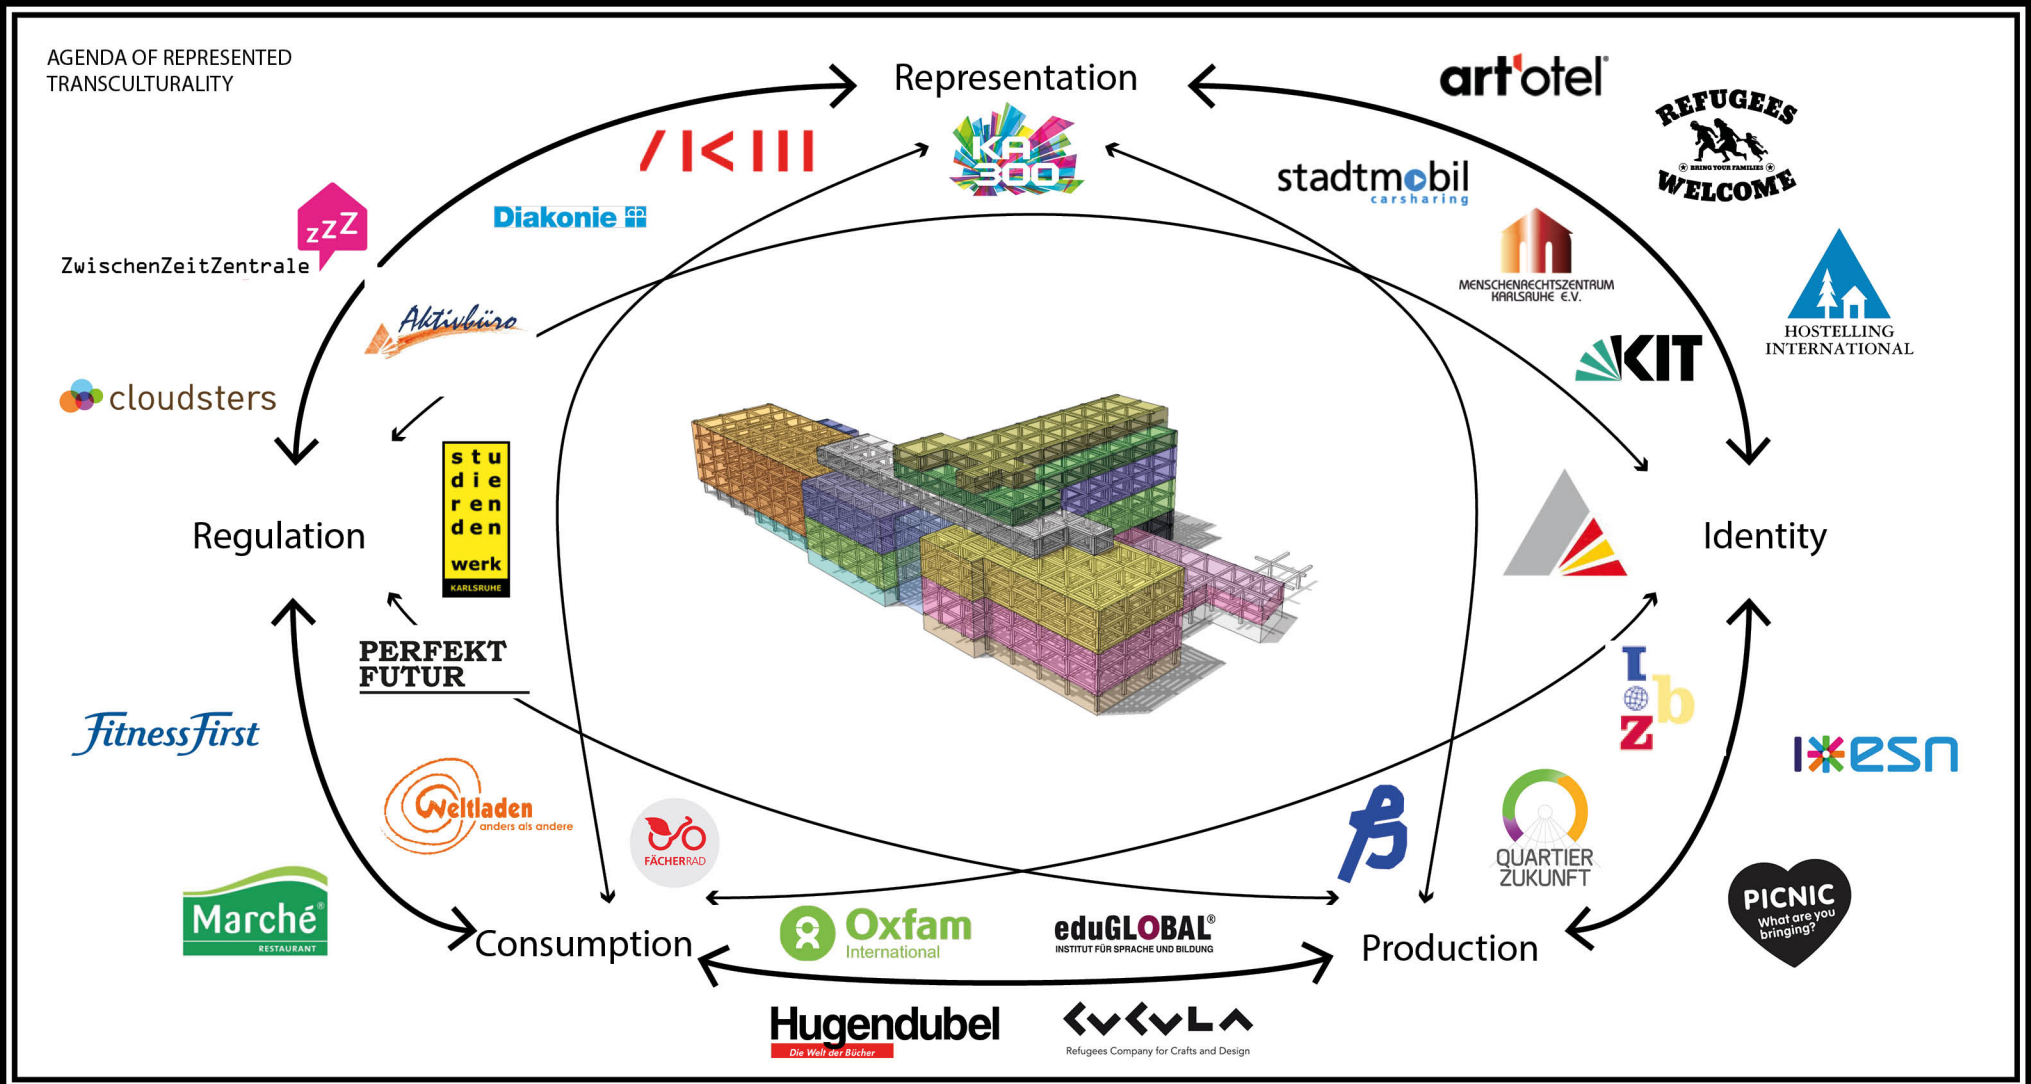 AGENDA OF REPRESENTED
TRANSCULTURALITY
Representation
art'otel
REFUGEES
BRING YOUR FAMILIES
WELCOME
KA
300
stadtmobil
carsharing
Diakonie
zzZ
ZwischenZeitZentrale
MENSCHENRECHTSZENTRUM
KARLSRUHE E.V.
HOSTELLING
INTERNATIONAL
Aktivbüro
KIT
cloudsters
stu
die
ren
den
werk
KARLSRUHE
Regulation
Identity
PERFEKT
FUTUR
I
b
Z
Fitness First
esn
Weltladen
anders als andere
FÄCHERRAD
QUARTIER
ZUKUNFT
PICNIC
What are you
bringing?
Marché®
RESTAURANT
Consumption
Oxfam
International
eduGLOBAL®
INSTITUT FÜR SPRACHE UND BILDUNG
Production
Hugendubel
Die Welt der Bücher
CUCULA
Refugees Company for Crafts and Design